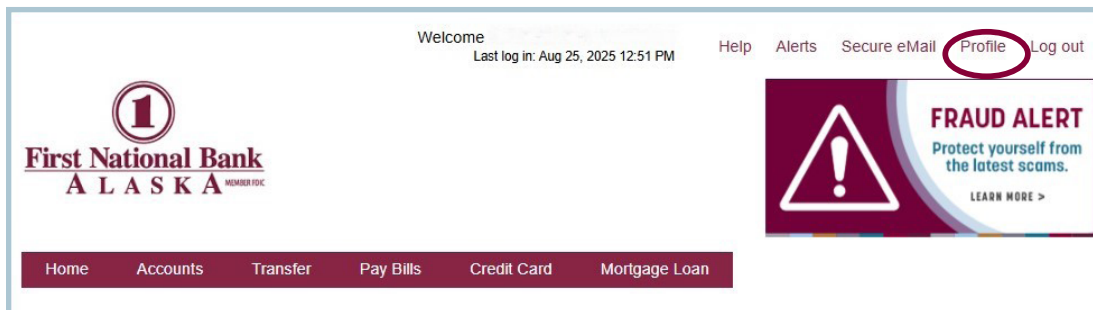 Welcome
Last log in: Aug 25, 2025 12:51 PM
Help Alerts Secure eMail Profile Log out
1
First National Bank
ALASKA MEMBER FDIC
FRAUD ALERT
Protect yourself from
the latest scams.
LEARN MORE >
Home Accounts Transfer Pay Bills Credit Card Mortgage Loan